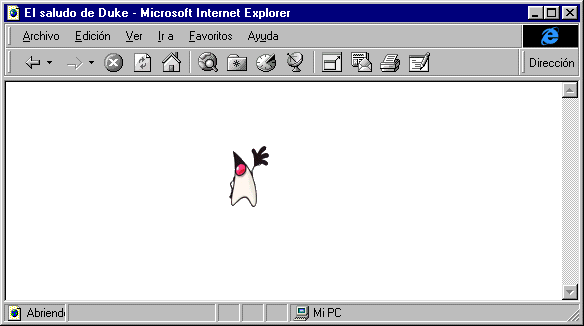 El saludo de Duke - Microsoft Internet Explorer
Archivo Edición Ver Ir a Favoritos Ayuda
Dirección
Abriend Mi PC